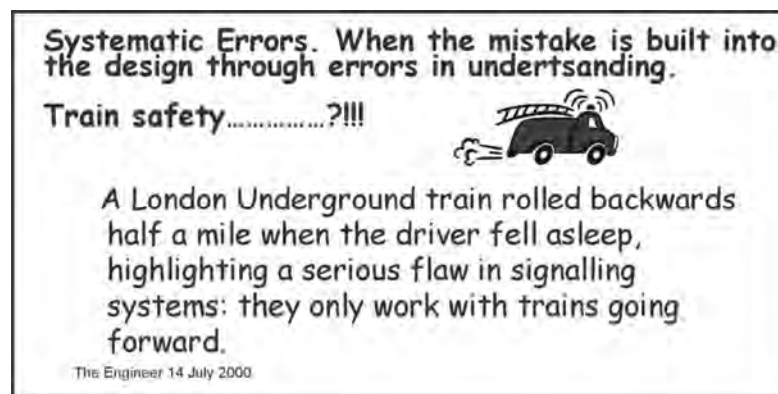 Systematic Errors. When the mistake is built into
the design through errors in undertsanding.
Train safety……………?!!!
A London Underground train rolled backwards
half a mile when the driver fell asleep,
highlighting a serious flaw in signalling
systems: they only work with trains going
forward.
The Engineer 14 July 2000